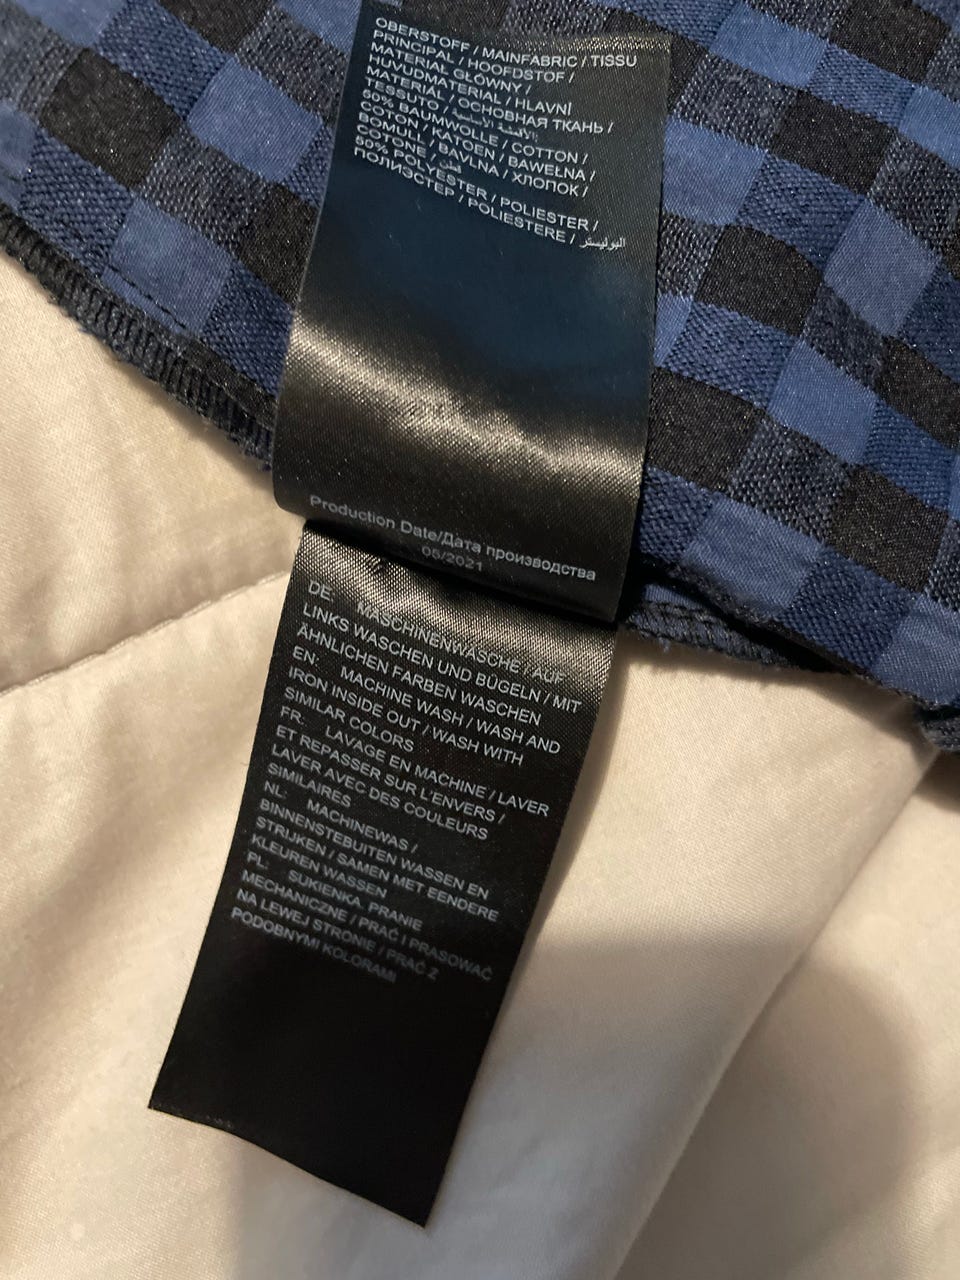 OBERSTOFF / MAINFABRIC / TISSU
PRINCIPAL / HOOFDSTOF /
MATERIAŁ GŁÓWNY /
HUVUDMATERIAL / HLAVNÍ
MATERIÁL / ОСНОВНАЯ ТКАНЬ /
TESSUTO / الأقمشة الأساسية
50% BAUMWOLLE / COTTON /
COTON / KATOEN / BAWEŁNA /
BOMULL / BAVLNA / ХЛОПОК /
COTONE / قطن
50% POLYESTER / POLIESTER /
ПОЛИЭСТЕР / POLIESTERE / البوليستر
Production Date/Дата производства
05/2021
DE: MASCHINENWÄSCHE / AUF
LINKS WASCHEN UND BÜGELN / MIT
ÄHNLICHEN FARBEN WASCHEN
EN: MACHINE WASH / WASH AND
IRON INSIDE OUT / WASH WITH
SIMILAR COLORS
FR: LAVAGE EN MACHINE / LAVER
ET REPASSER SUR L'ENVERS /
LAVER AVEC DES COULEURS
SIMILAIRES
NL: MACHINEWAS /
BINNENSTEBUITEN WASSEN EN
STRIJKEN / SAMEN MET EENDERE
KLEUREN WASSEN
PL: SUKIENKA. PRANIE
MECHANICZNE / PRAĆ I PRASOWAĆ
NA LEWEJ STRONIE / PRAĆ Z
PODOBNYMI KOLORAMI